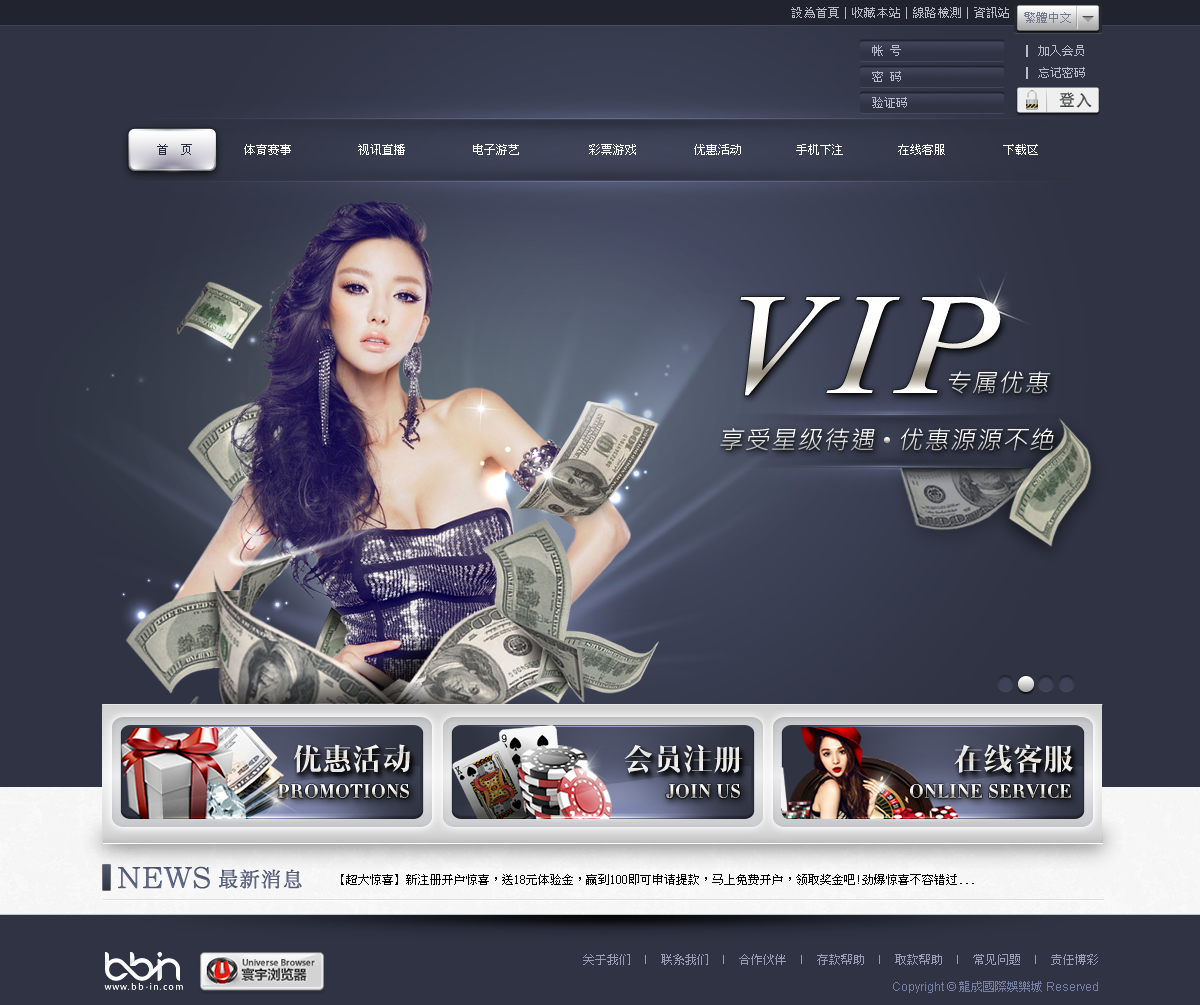 設為首頁 | 收藏本站 | 線路檢測 | 資訊站 繁體中文
帐 号 | 加入会员
密 码 | 忘记密码
验证码 登入
首 页 体育赛事 视讯直播 电子游艺 彩票游戏 优惠活动 手机下注 在线客服 下载区
VIP
专属优惠
享受星级待遇•优惠源源不绝
优惠活动
PROMOTIONS
会员注册
JOIN US
在线客服
ONLINE SERVICE
NEWS 最新消息 【超大惊喜】新注册开户惊喜，送18元体验金，赢到100即可申请提款，马上免费开户，领取奖金吧!劲爆惊喜不容错过...
bbin
www.bb-in.com
Universe Browser
寰宇浏览器
关于我们 | 联系我们 | 合作伙伴 | 存款帮助 | 取款帮助 | 常见问题 | 责任博彩
Copyright © 龍成國際娛樂城 Reserved